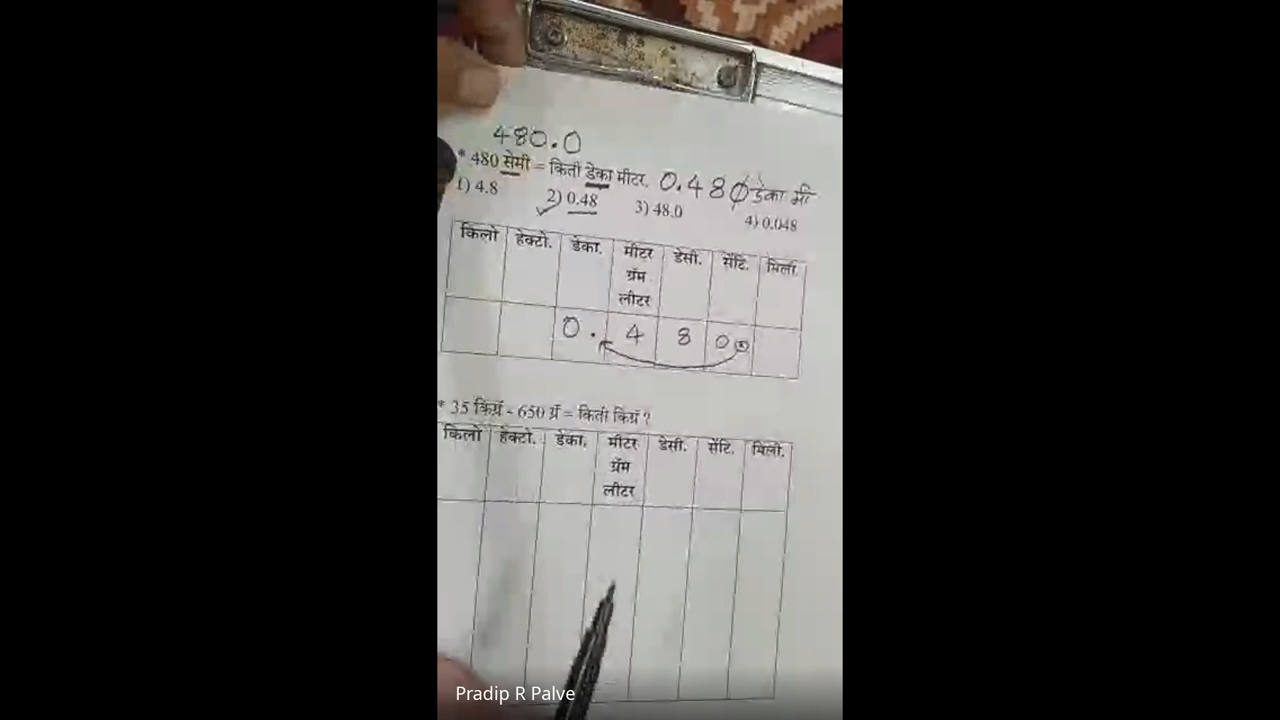 480.0
* 480 सेमी = किती डेका मीटर. 0.480 डेका मी
1) 4.8 2) 0.48 3) 48.0 4) 0.048
किलो हेक्टो. डेका. मीटर डेसी. सेंटि. मिली.
ग्रॅम
लीटर
0. 4 8 0
* 35 किग्रॅ - 650 ग्रॅ = किती किग्रॅ ?
किलो हेक्टो. डेका. मीटर डेसी. सेंटि. मिली.
ग्रॅम
लीटर
Pradip R Palve